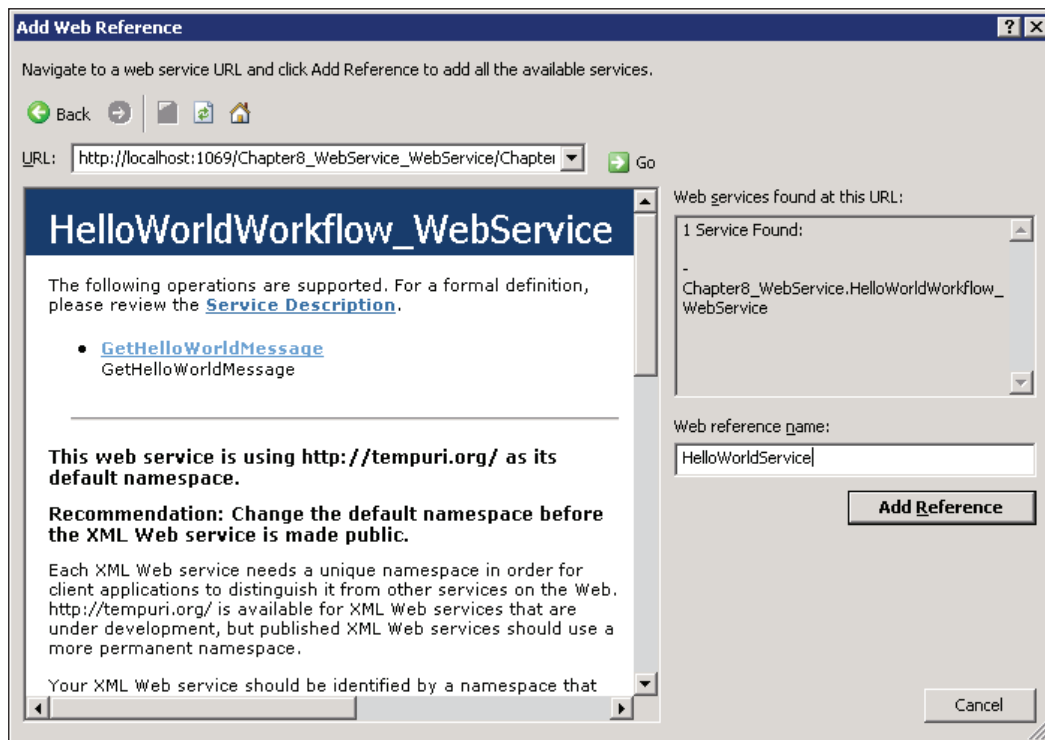 Add Web Reference
Navigate to a web service URL and click Add Reference to add all the available services.
Back
URL: http://localhost:1069/Chapter8_WebService_WebService/Chapter Go
HelloWorldWorkflow_WebService
The following operations are supported. For a formal definition,
please review the Service Description.
• GetHelloWorldMessage
GetHelloWorldMessage
This web service is using http://tempuri.org/ as its
default namespace.
Recommendation: Change the default namespace before
the XML Web service is made public.
Each XML Web service needs a unique namespace in order for
client applications to distinguish it from other services on the Web.
http://tempuri.org/ is available for XML Web services that are
under development, but published XML Web services should use a
more permanent namespace.
Your XML Web service should be identified by a namespace that
Web services found at this URL:
1 Service Found:
-
Chapter8_WebService.HelloWorldWorkflow_
WebService
Web reference name:
HelloWorldService
Add Reference
Cancel